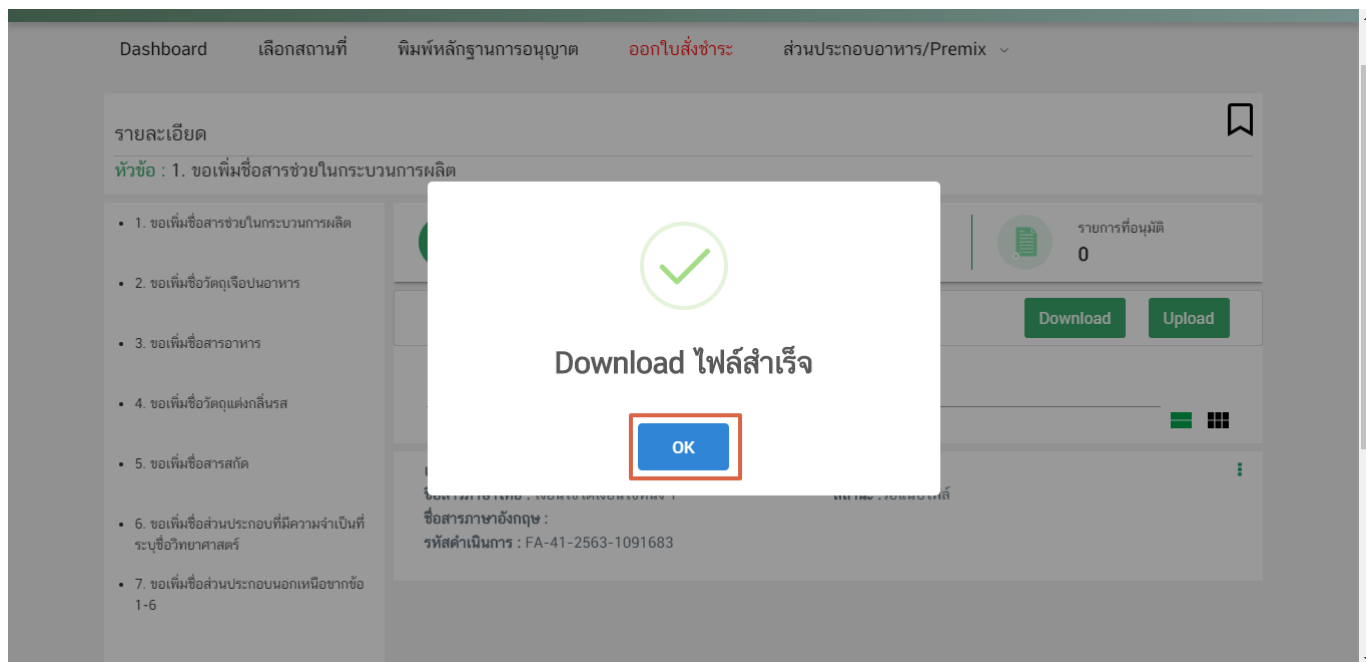 Dashboard เลือกสถานที่ พิมพ์หลักฐานการอนุญาต ออกใบสั่งชำระ ส่วนประกอบอาหาร/Premix
รายละเอียด
หัวข้อ : 1. ขอเพิ่มชื่อสารช่วยในกระบวนการผลิต
• 1. ขอเพิ่มชื่อสารช่วยในกระบวนการผลิต
• 2. ขอเพิ่มชื่อวัตถุเจือปนอาหาร
• 3. ขอเพิ่มชื่อสารอาหาร
• 4. ขอเพิ่มชื่อวัตถุแต่งกลิ่นรส
• 5. ขอเพิ่มชื่อสารสกัด
• 6. ขอเพิ่มชื่อส่วนประกอบที่มีความจำเป็นที่
ระบุชื่อวิทยาศาสตร์
• 7. ขอเพิ่มชื่อส่วนประกอบนอกเหนือจากข้อ
1-6
รายการที่อนุมัติ
0
Download Upload
Download ไฟล์สำเร็จ
OK
ชื่อสารภาษาอังกฤษ :
รหัสดำเนินการ : FA-41-2563-1091683